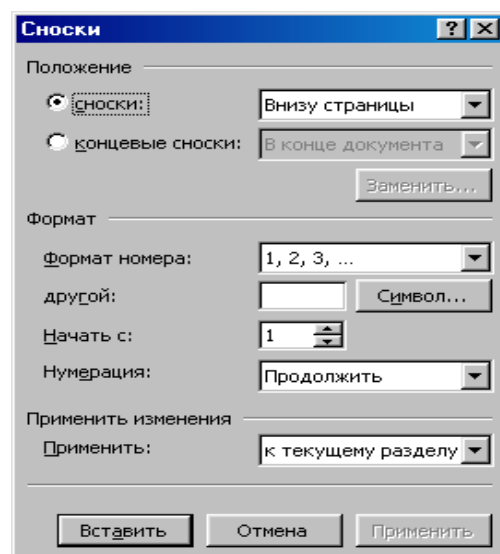 Сноски
Положение
сноски: Внизу страницы
концевые сноски: В конце документа
Заменить...
Формат
Формат номера: 1, 2, 3, ...
другой: Символ...
Начать с: 1
Нумерация: Продолжить
Применить изменения
Применить: к текущему разделу
Вставить Отмена Применить